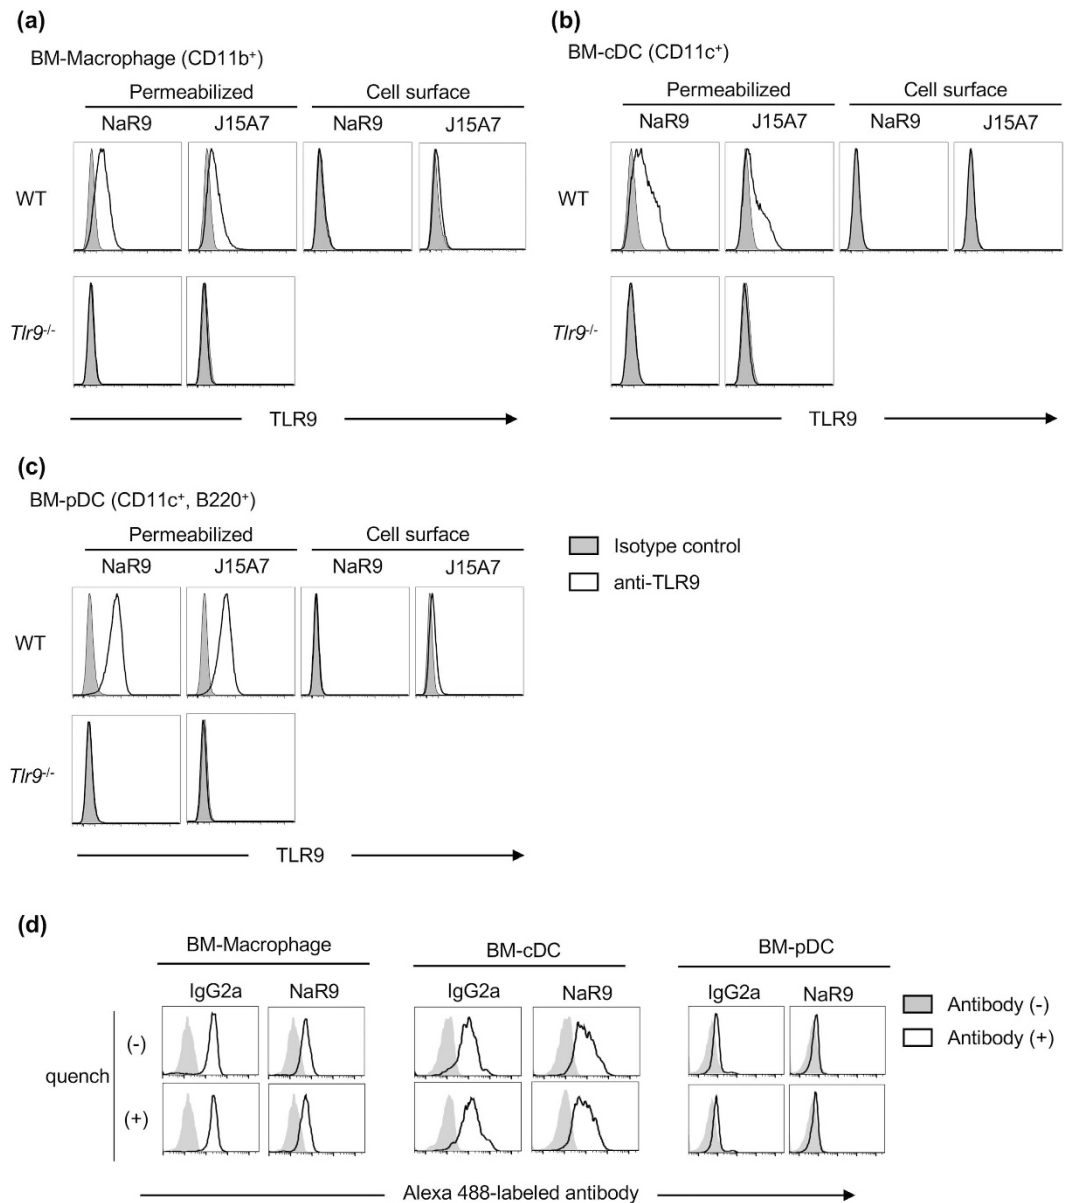 (a)
BM-Macrophage (CD11b⁺)
Permeabilized Cell surface
NaR9 J15A7 NaR9 J15A7
WT
Tlr9⁻/⁻
TLR9
(b)
BM-cDC (CD11c⁺)
Permeabilized Cell surface
NaR9 J15A7 NaR9 J15A7
WT
Tlr9⁻/⁻
TLR9
(c)
BM-pDC (CD11c⁺, B220⁺)
Permeabilized Cell surface
NaR9 J15A7 NaR9 J15A7
WT
Tlr9⁻/⁻
TLR9
Isotype control
anti-TLR9
(d)
BM-Macrophage BM-cDC BM-pDC
IgG2a NaR9 IgG2a NaR9 IgG2a NaR9
quench
(-)
(+)
Antibody (-)
Antibody (+)
Alexa 488-labeled antibody